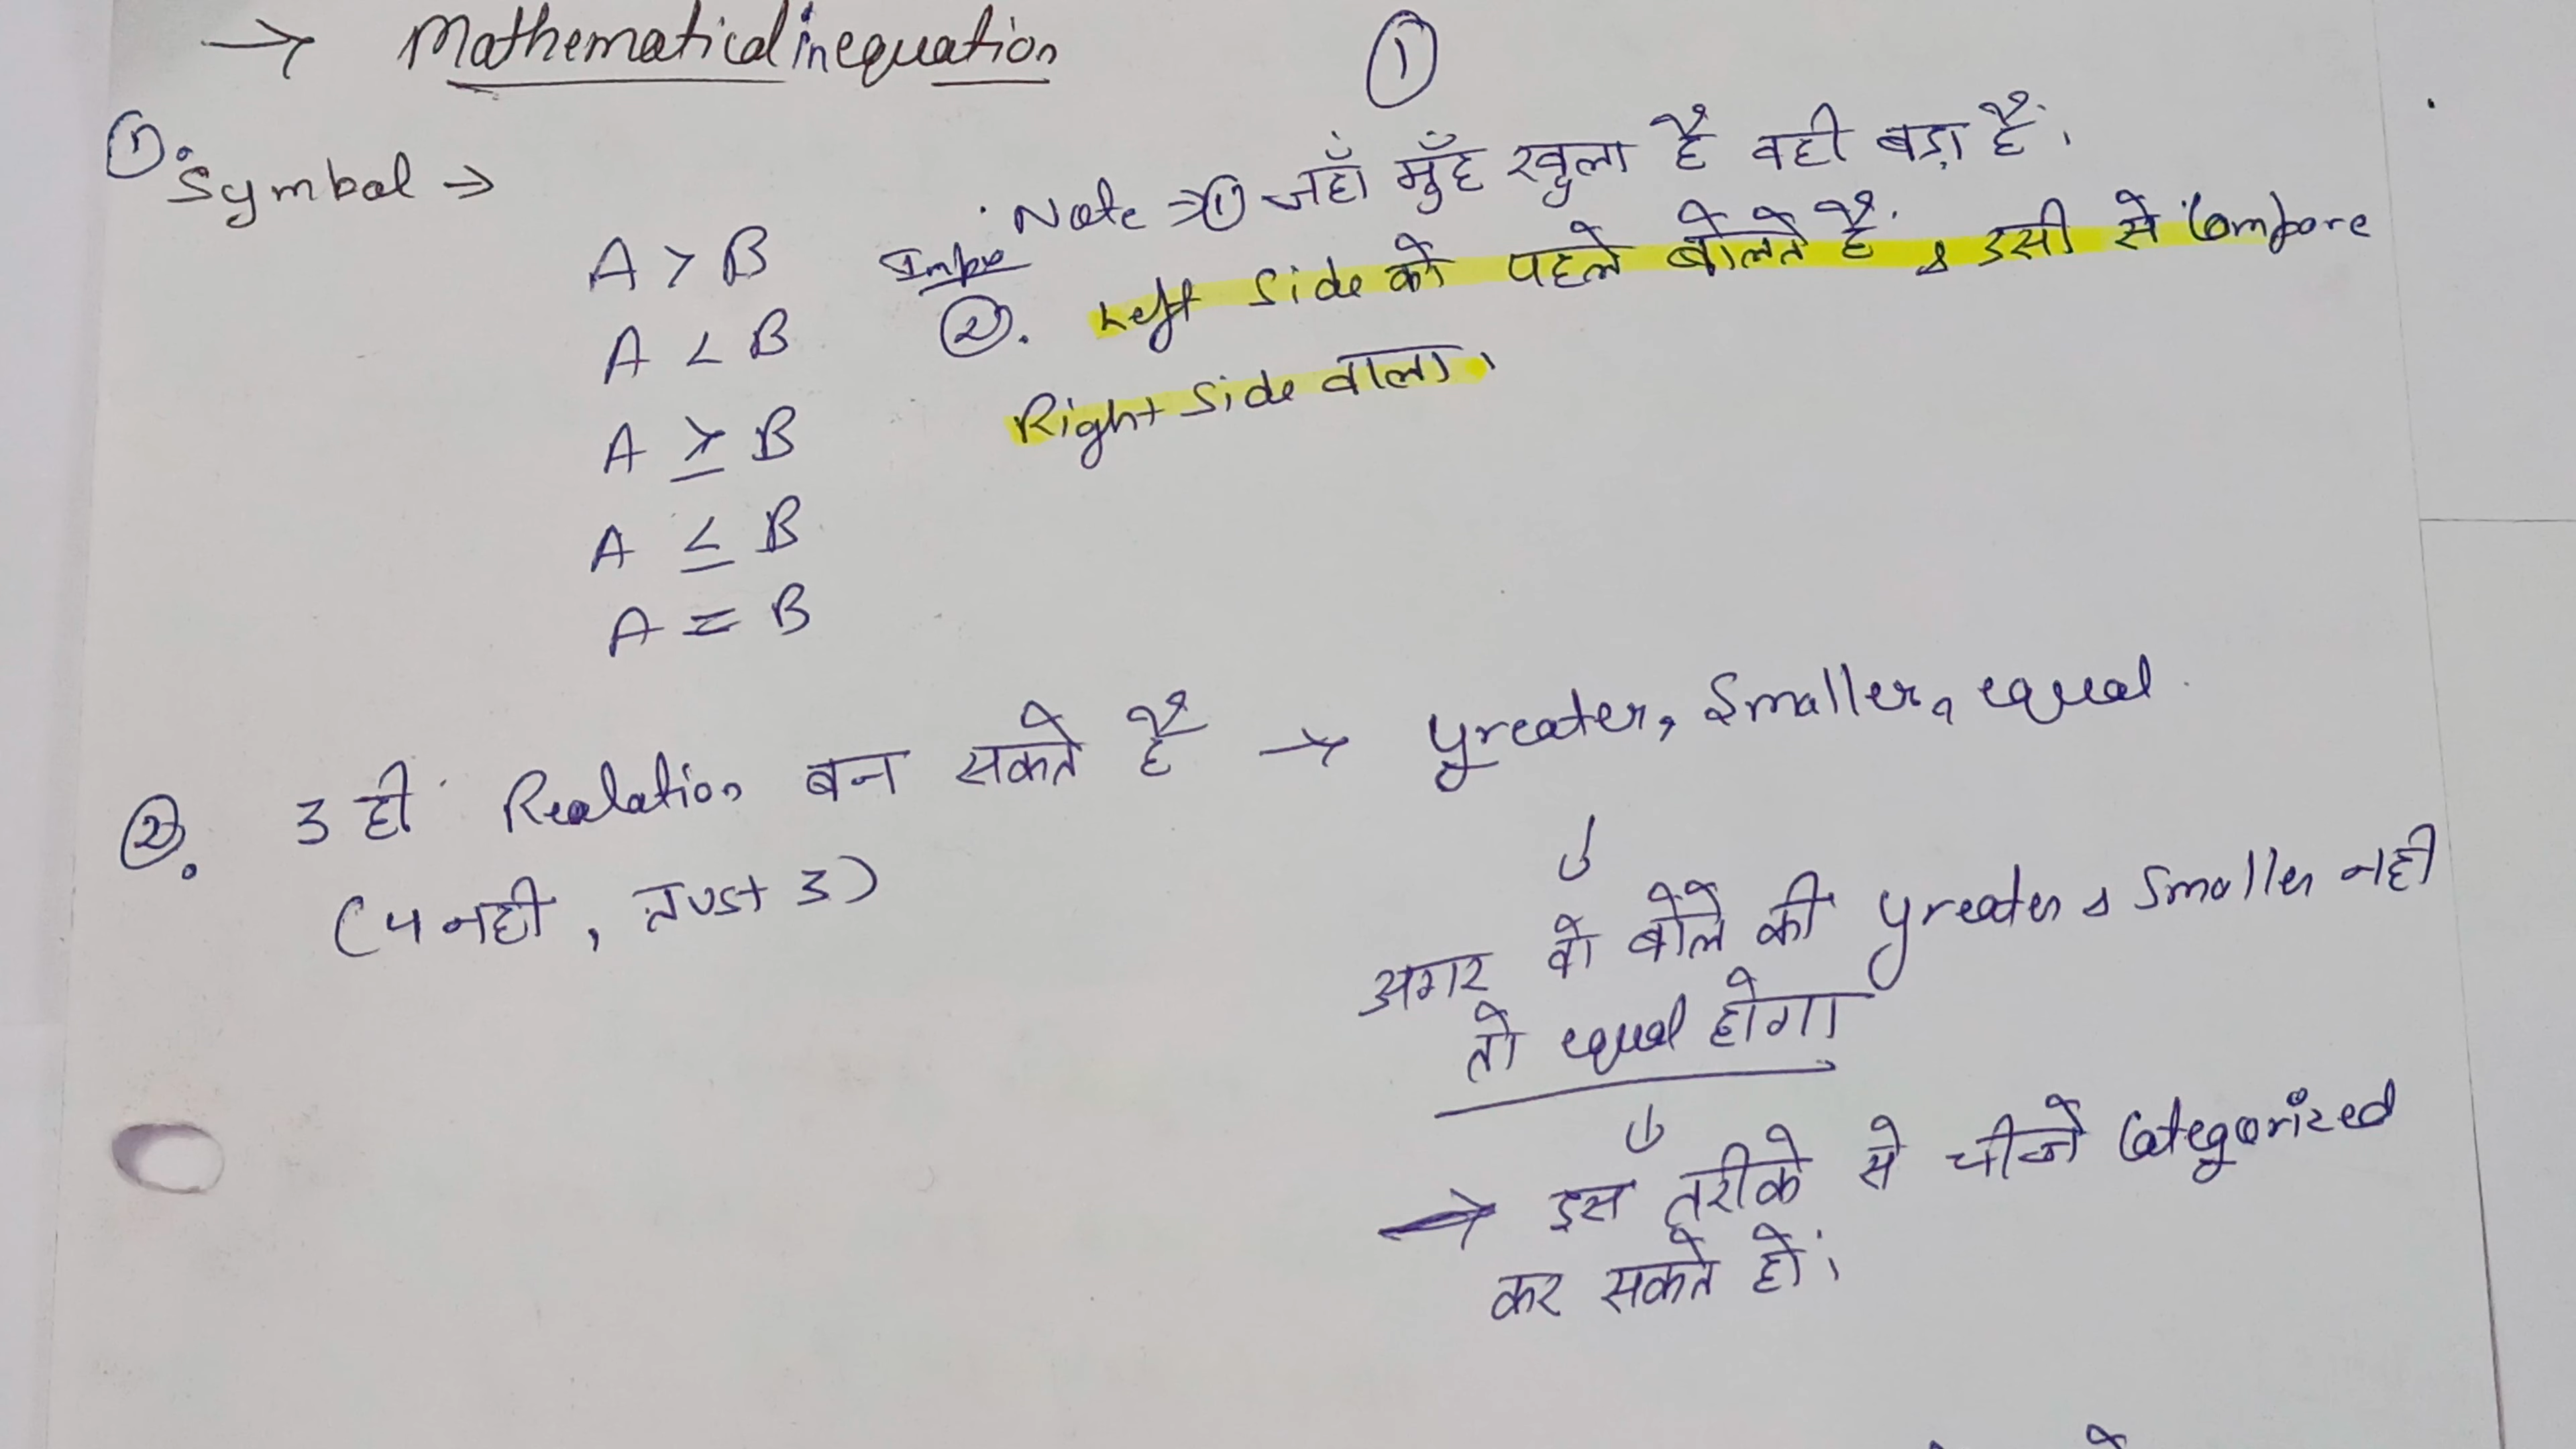 → Mathematical inequation
①
①. Symbol →
Note ⇒ ① जहाँ मुँह खुला है वही बड़ा है।
A > B
Imp
②. Left side को पहले बोलते है & उसी से Compare
A < B
Right side वाला।
A ≥ B
A ≤ B
A = B
②. 3 ही Realation बन सकते है → greater, Smaller, equal
(4 नही, Just 3)
अगर वो बोले की greater & Smaller नही
तो equal होगा
→ इस तरीके से चीजे Categorized
कर सकते हो।